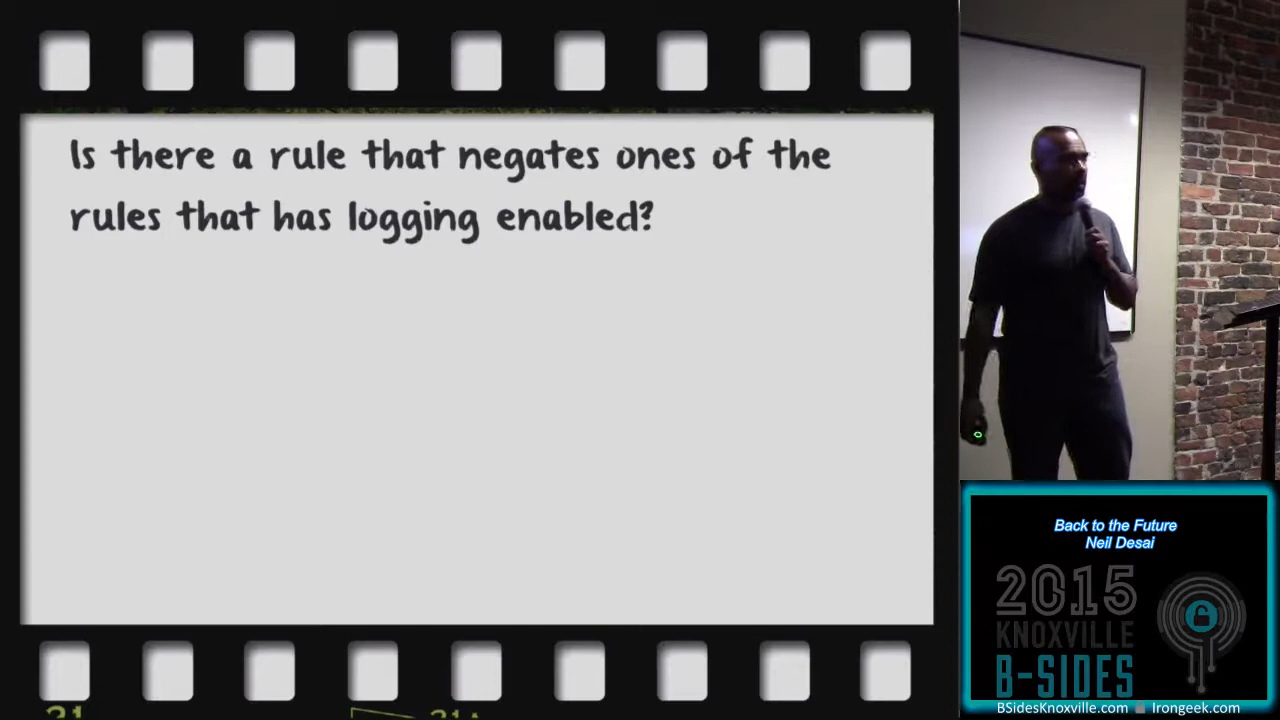 Is there a rule that negates ones of the
rules that has logging enabled?
Back to the Future
Neil Desai
2015
KNOXVILLE
B-SIDES
BSidesKnoxville.com
Irongeek.com